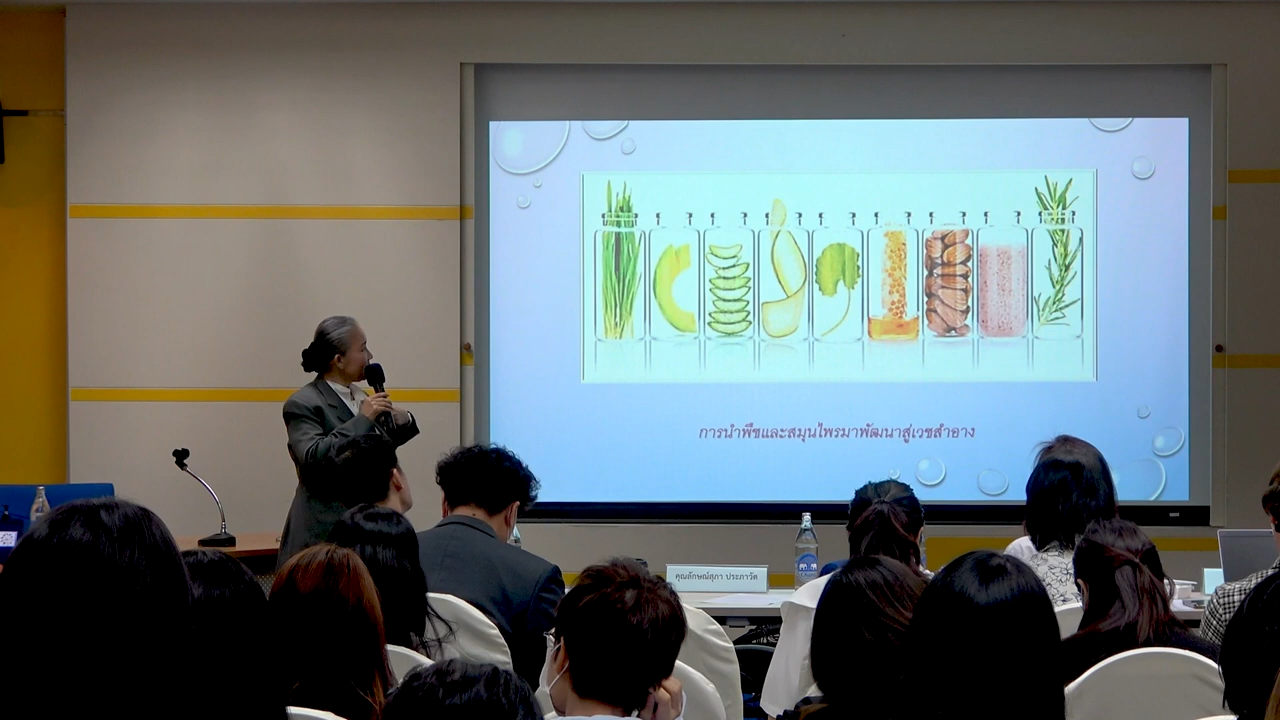 การนำพืชและสมุนไพรมาพัฒนาสู่เวชสำอาง
คุณลักษณ์สุภา ประภาวัต